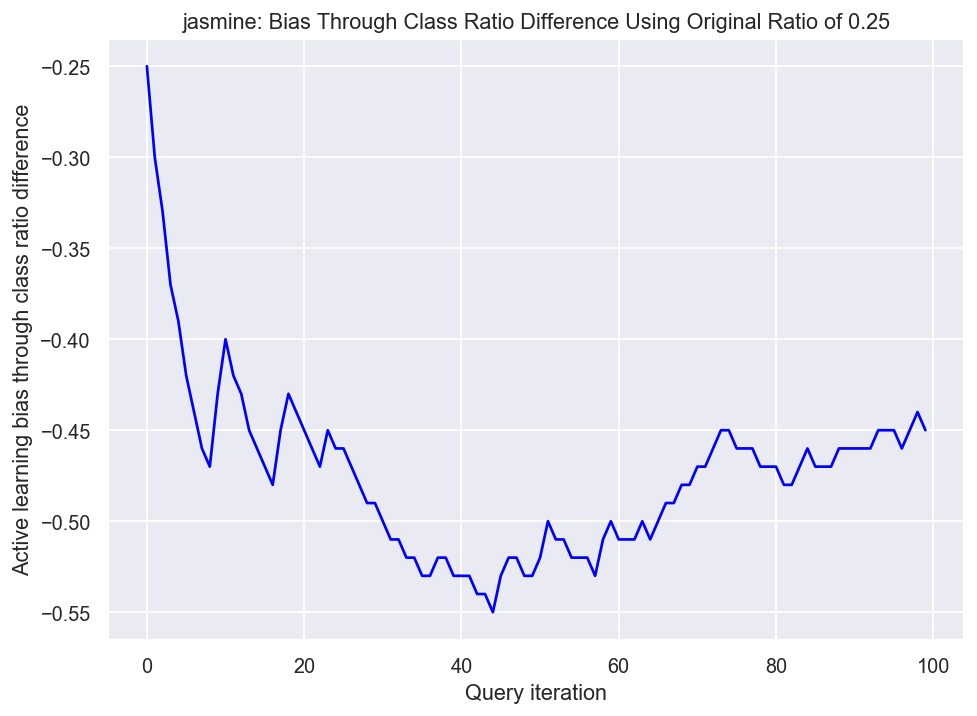 jasmine: Bias Through Class Ratio Difference Using Original Ratio of 0.25
Active learning bias through class ratio difference
−0.25
−0.30
−0.35
−0.40
−0.45
−0.50
−0.55
0 20 40 60 80 100
Query iteration